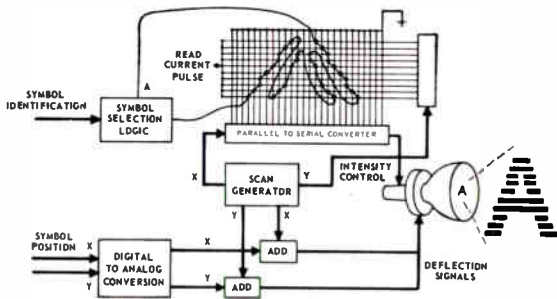 READ
CURRENT
PULSE
A
SYMBOL
IDENTIFICATION
SYMBOL
SELECTION
LOGIC
PARALLEL TO SERIAL CONVERTER
X
SCAN
GENERATOR
Y
INTENSITY
CONTROL
A
Y
X
SYMBOL
POSITION
X
Y
DIGITAL
TO ANALOG
CONVERSION
X
ADD
Y
ADD
DEFLECTION
SIGNALS
A